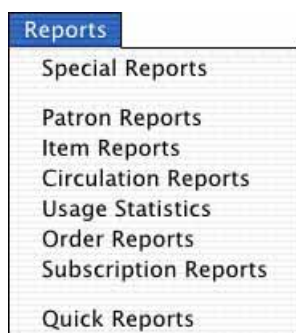 Reports
Special Reports
Patron Reports
Item Reports
Circulation Reports
Usage Statistics
Order Reports
Subscription Reports
Quick Reports